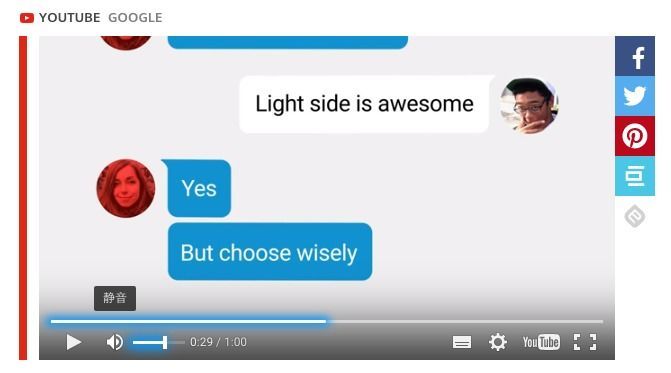 YOUTUBE GOOGLE
Light side is awesome
Yes
But choose wisely
静音
0:29 / 1:00
YouTube